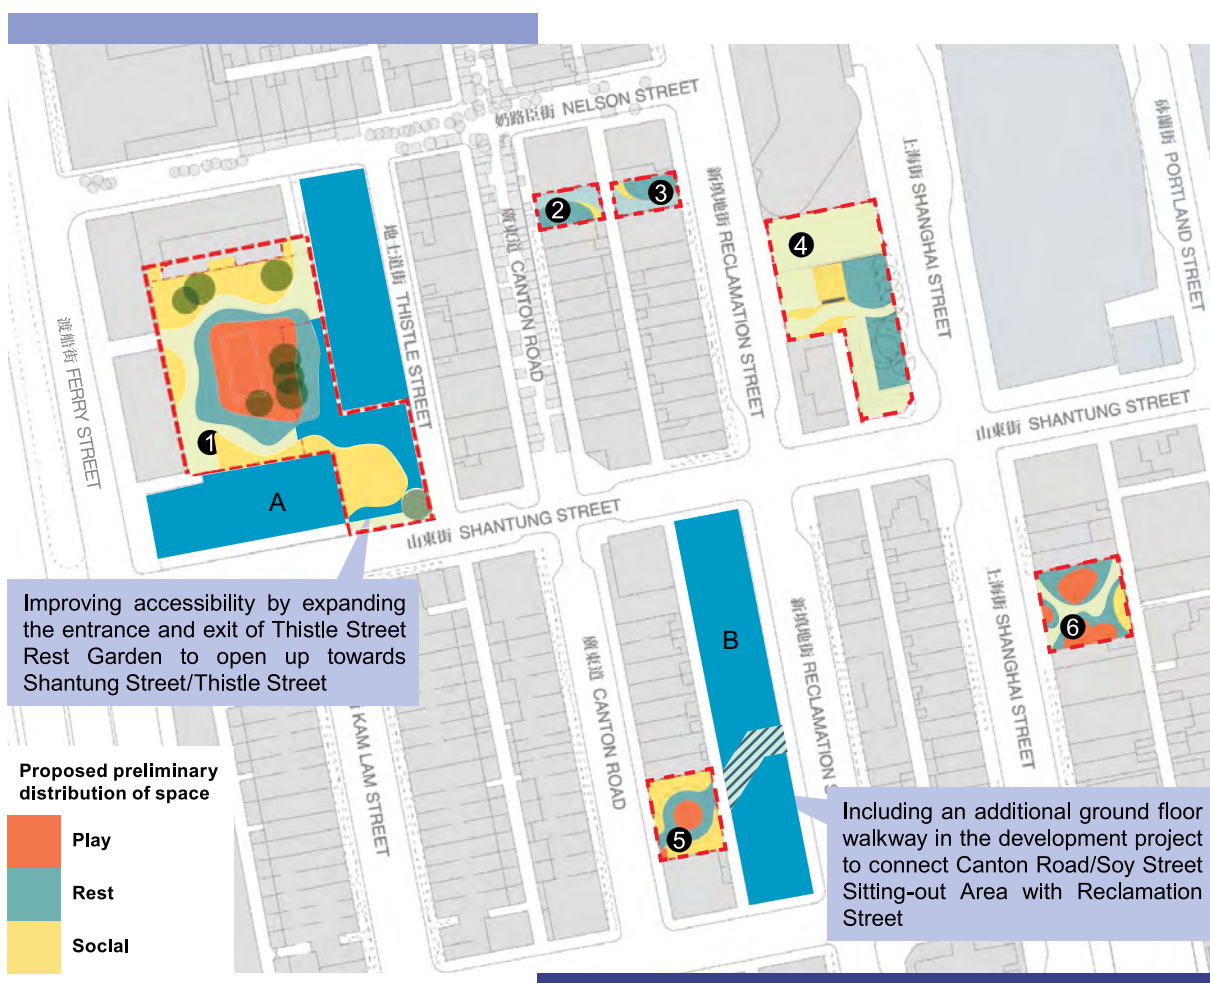 奶路臣街 NELSON STREET
砵蘭街 PORTLAND STREET
上海街 SHANGHAI STREET
新填地街 RECLAMATION STREET
廣東道 CANTON ROAD
地士道街 THISTLE STREET
渡船街 FERRY STREET
2
3
4
1
A
山東街 SHANTUNG STREET
山東街 SHANTUNG STREET
Improving accessibility by expanding
the entrance and exit of Thistle Street
Rest Garden to open up towards
Shantung Street/Thistle Street
KAM LAM STREET
廣東道 CANTON ROAD
B
新填地街 RECLAMATION S
上海街 SHANGHAI STREET
6
5
Proposed preliminary
distribution of space
Play
Rest
Social
Including an additional ground floor
walkway in the development project
to connect Canton Road/Soy Street
Sitting-out Area with Reclamation
Street